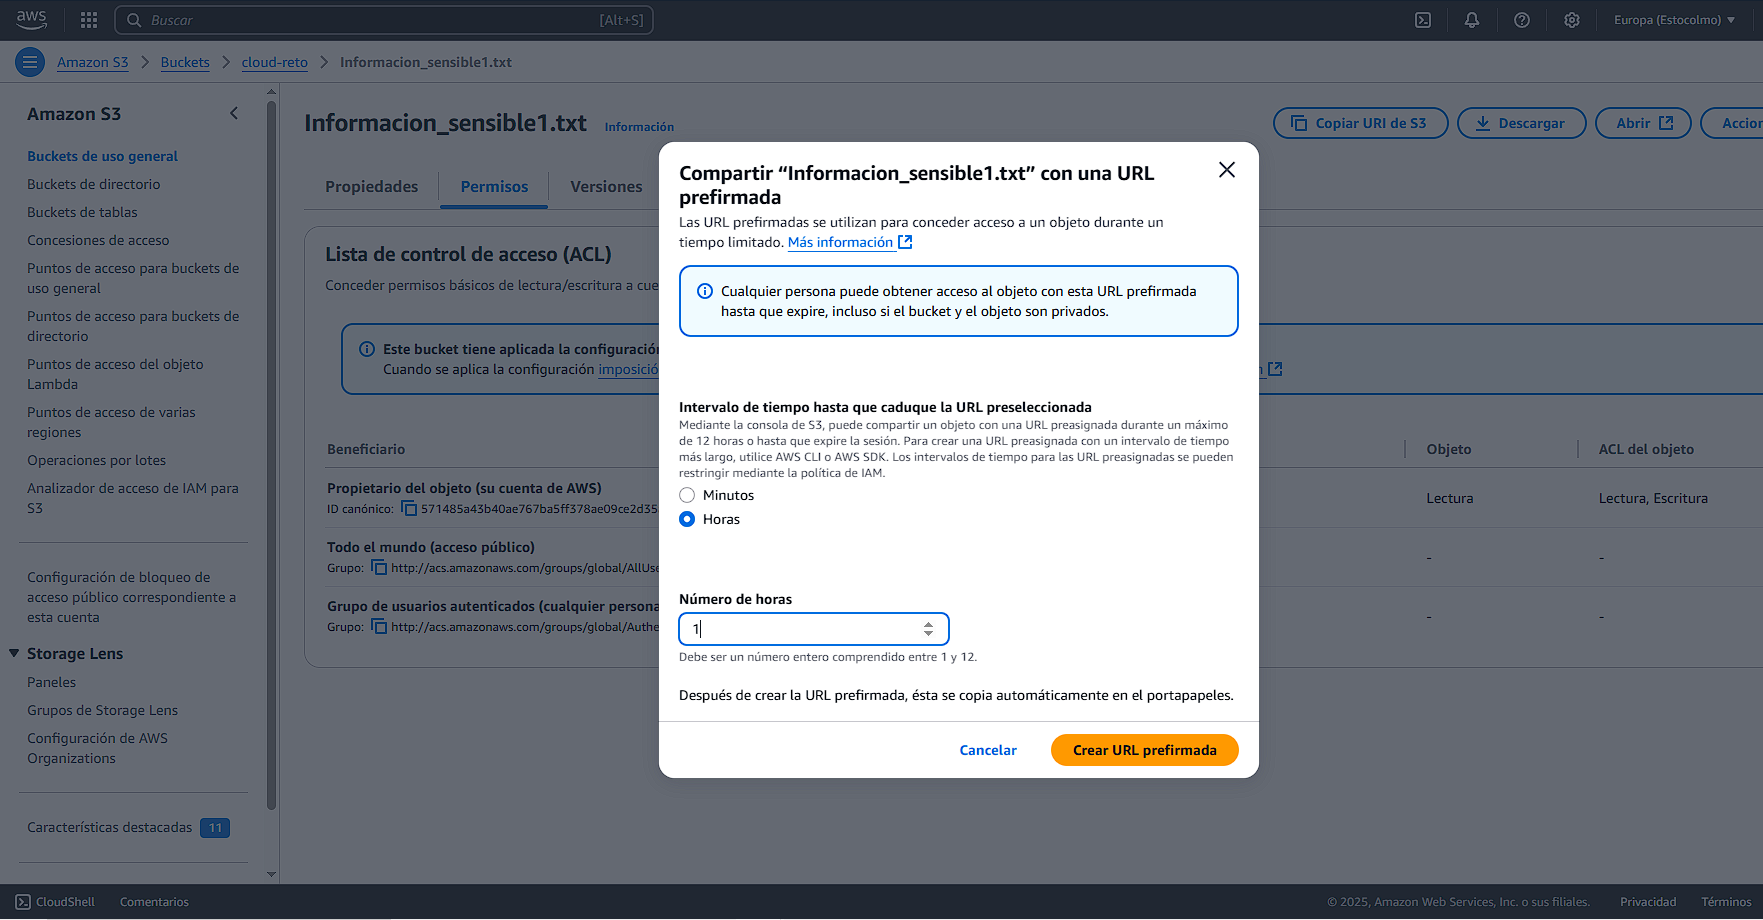 aws
Buscar [Alt+S]
Europa (Estocolmo)
Amazon S3 > Buckets > cloud-reto > Informacion_sensible1.txt
Amazon S3
Buckets de uso general
Buckets de directorio
Buckets de tablas
Concesiones de acceso
Puntos de acceso para buckets de
uso general
Puntos de acceso para buckets de
directorio
Puntos de acceso del objeto
Lambda
Puntos de acceso de varias
regiones
Operaciones por lotes
Analizador de acceso de IAM para
S3
Configuración de bloqueo de
acceso público correspondiente a
esta cuenta
Storage Lens
Paneles
Grupos de Storage Lens
Configuración de AWS
Organizations
Características destacadas 11
Informacion_sensible1.txt Información
Copiar URI de S3
Descargar
Abrir
Accion
Propiedades
Permisos
Versiones
Lista de control de acceso (ACL)
Conceder permisos básicos de lectura/escritura a cue
Este bucket tiene aplicada la configuración
Cuando se aplica la configuración imposició
Beneficiario
Objeto
ACL del objeto
Propietario del objeto (su cuenta de AWS)
ID canónico: 571485a43b40ae767ba5ff378ae09ce2d35
Lectura
Lectura, Escritura
Todo el mundo (acceso público)
Grupo: http://acs.amazonaws.com/groups/global/AllUse
-
-
Grupo de usuarios autenticados (cualquier persona
Grupo: http://acs.amazonaws.com/groups/global/Authe
-
-
Compartir “Informacion_sensible1.txt” con una URL
prefirmada
Las URL prefirmadas se utilizan para conceder acceso a un objeto durante un
tiempo limitado. Más información
Cualquier persona puede obtener acceso al objeto con esta URL prefirmada
hasta que expire, incluso si el bucket y el objeto son privados.
Intervalo de tiempo hasta que caduque la URL preseleccionada
Mediante la consola de S3, puede compartir un objeto con una URL preasignada durante un máximo
de 12 horas o hasta que expire la sesión. Para crear una URL preasignada con un intervalo de tiempo
más largo, utilice AWS CLI o AWS SDK. Los intervalos de tiempo para las URL preasignadas se pueden
restringir mediante la política de IAM.
Minutos
Horas
Número de horas
1
Debe ser un número entero comprendido entre 1 y 12.
Después de crear la URL prefirmada, ésta se copia automáticamente en el portapapeles.
Cancelar
Crear URL prefirmada
CloudShell
Comentarios
© 2025, Amazon Web Services, Inc. o sus filiales.
Privacidad
Términos